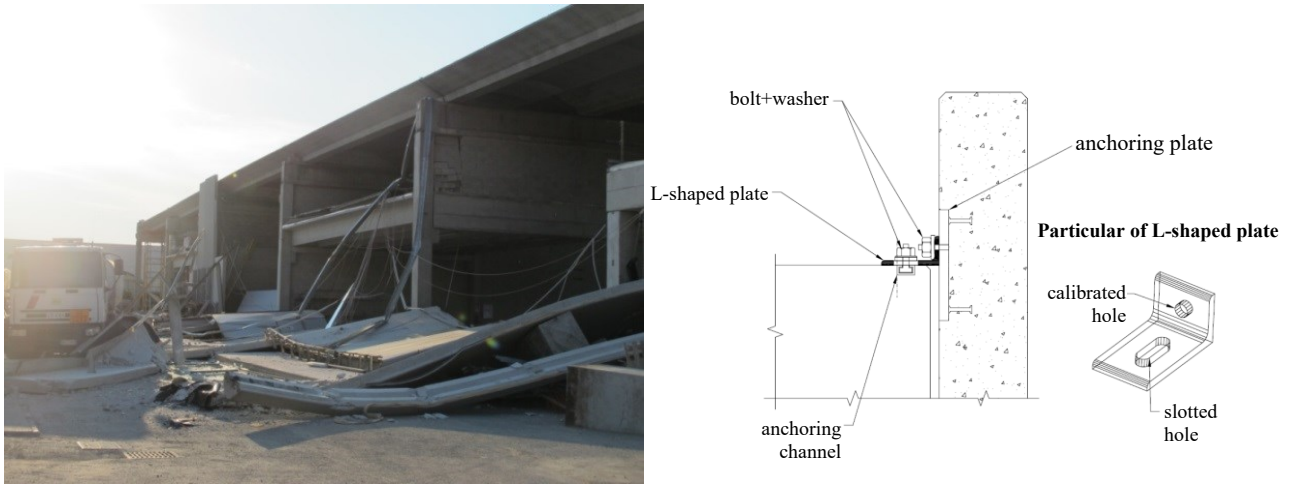 bolt+washer
anchoring plate
L-shaped plate
Particular of L-shaped plate
calibrated
hole
slotted
hole
anchoring
channel